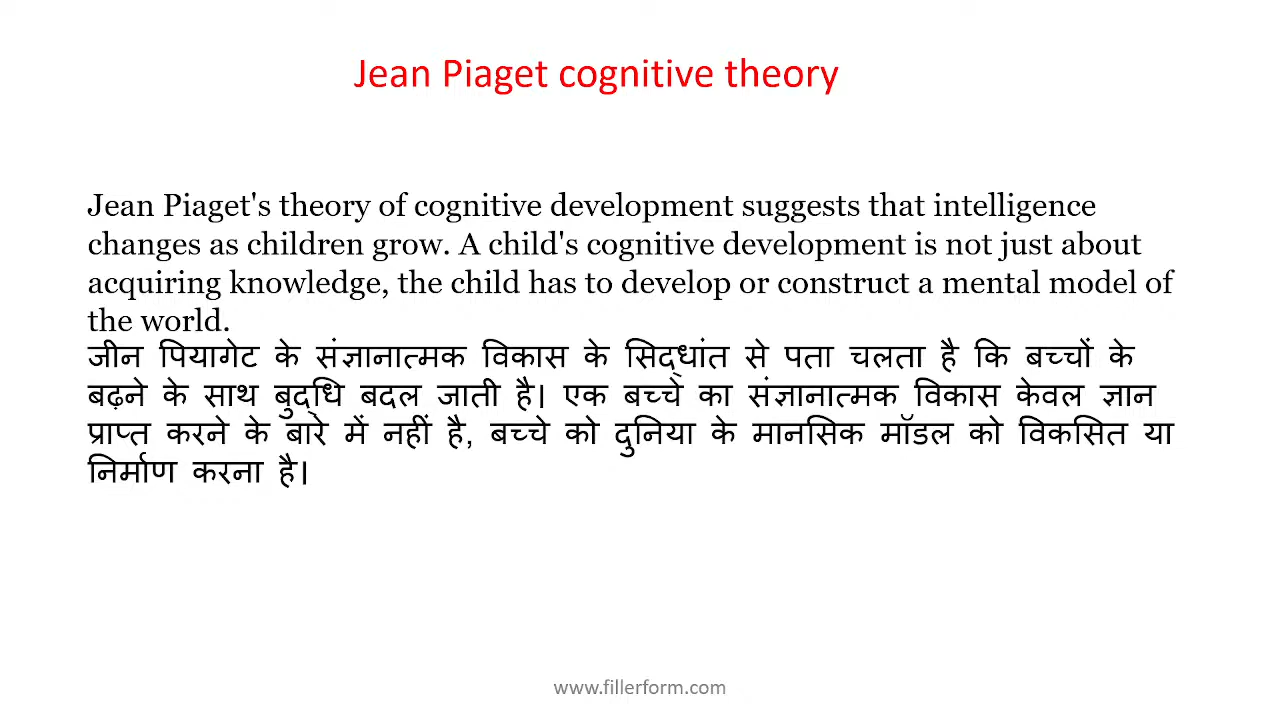 Jean Piaget cognitive theory
Jean Piaget's theory of cognitive development suggests that intelligence
changes as children grow. A child's cognitive development is not just about
acquiring knowledge, the child has to develop or construct a mental model of
the world.
जीन पियागेट के संज्ञानात्मक विकास के सिद्धांत से पता चलता है कि बच्चों के
बढ़ने के साथ बुद्धि बदल जाती है। एक बच्चे का संज्ञानात्मक विकास केवल ज्ञान
प्राप्त करने के बारे में नहीं है, बच्चे को दुनिया के मानसिक मॉडल को विकसित या
निर्माण करना है।
www.fillerform.com